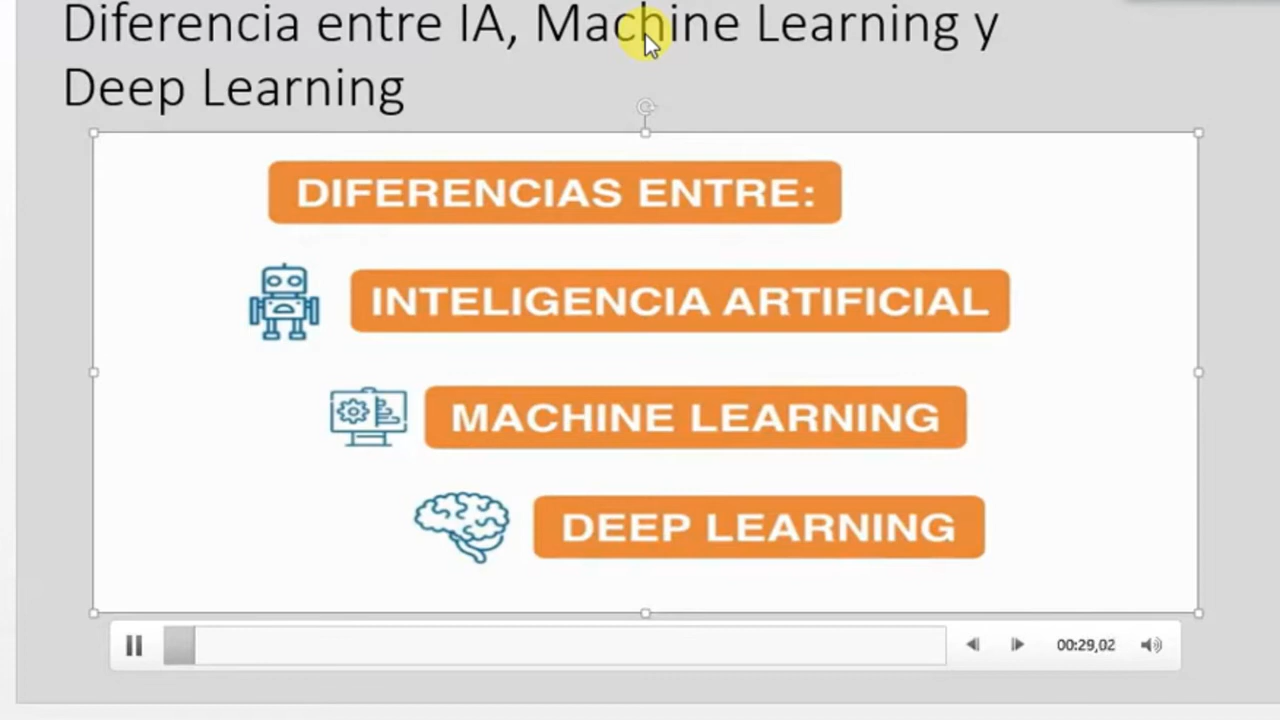 Diferencia entre IA, Machine Learning y
Deep Learning
DIFERENCIAS ENTRE:
INTELIGENCIA ARTIFICIAL
MACHINE LEARNING
DEEP LEARNING
00:29,02